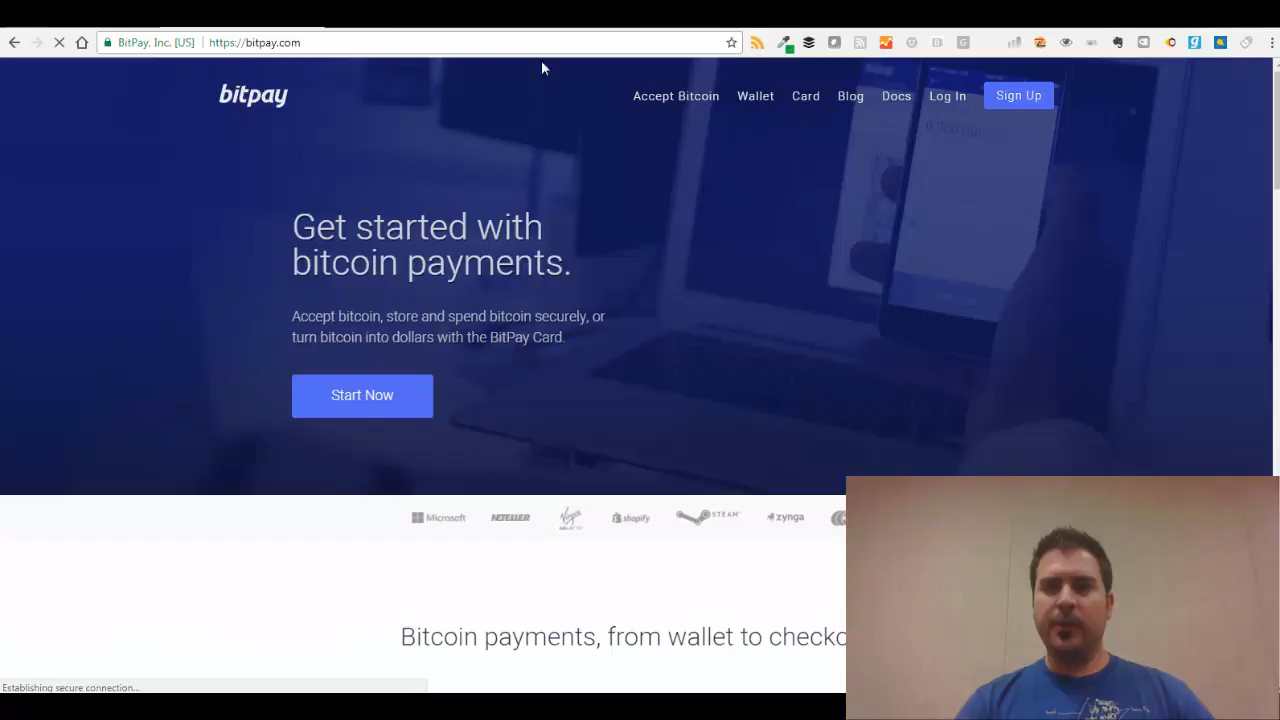 BitPay, Inc. [US] https://bitpay.com
bitpay
Accept Bitcoin Wallet Card Blog Docs Log In Sign Up
Get started with
bitcoin payments.
Accept bitcoin, store and spend bitcoin securely, or
turn bitcoin into dollars with the BitPay Card.
Start Now
Microsoft NETELLER Virgin GALACTIC shopify STEAM zynga
Bitcoin payments, from wallet to checko
Establishing secure connection...